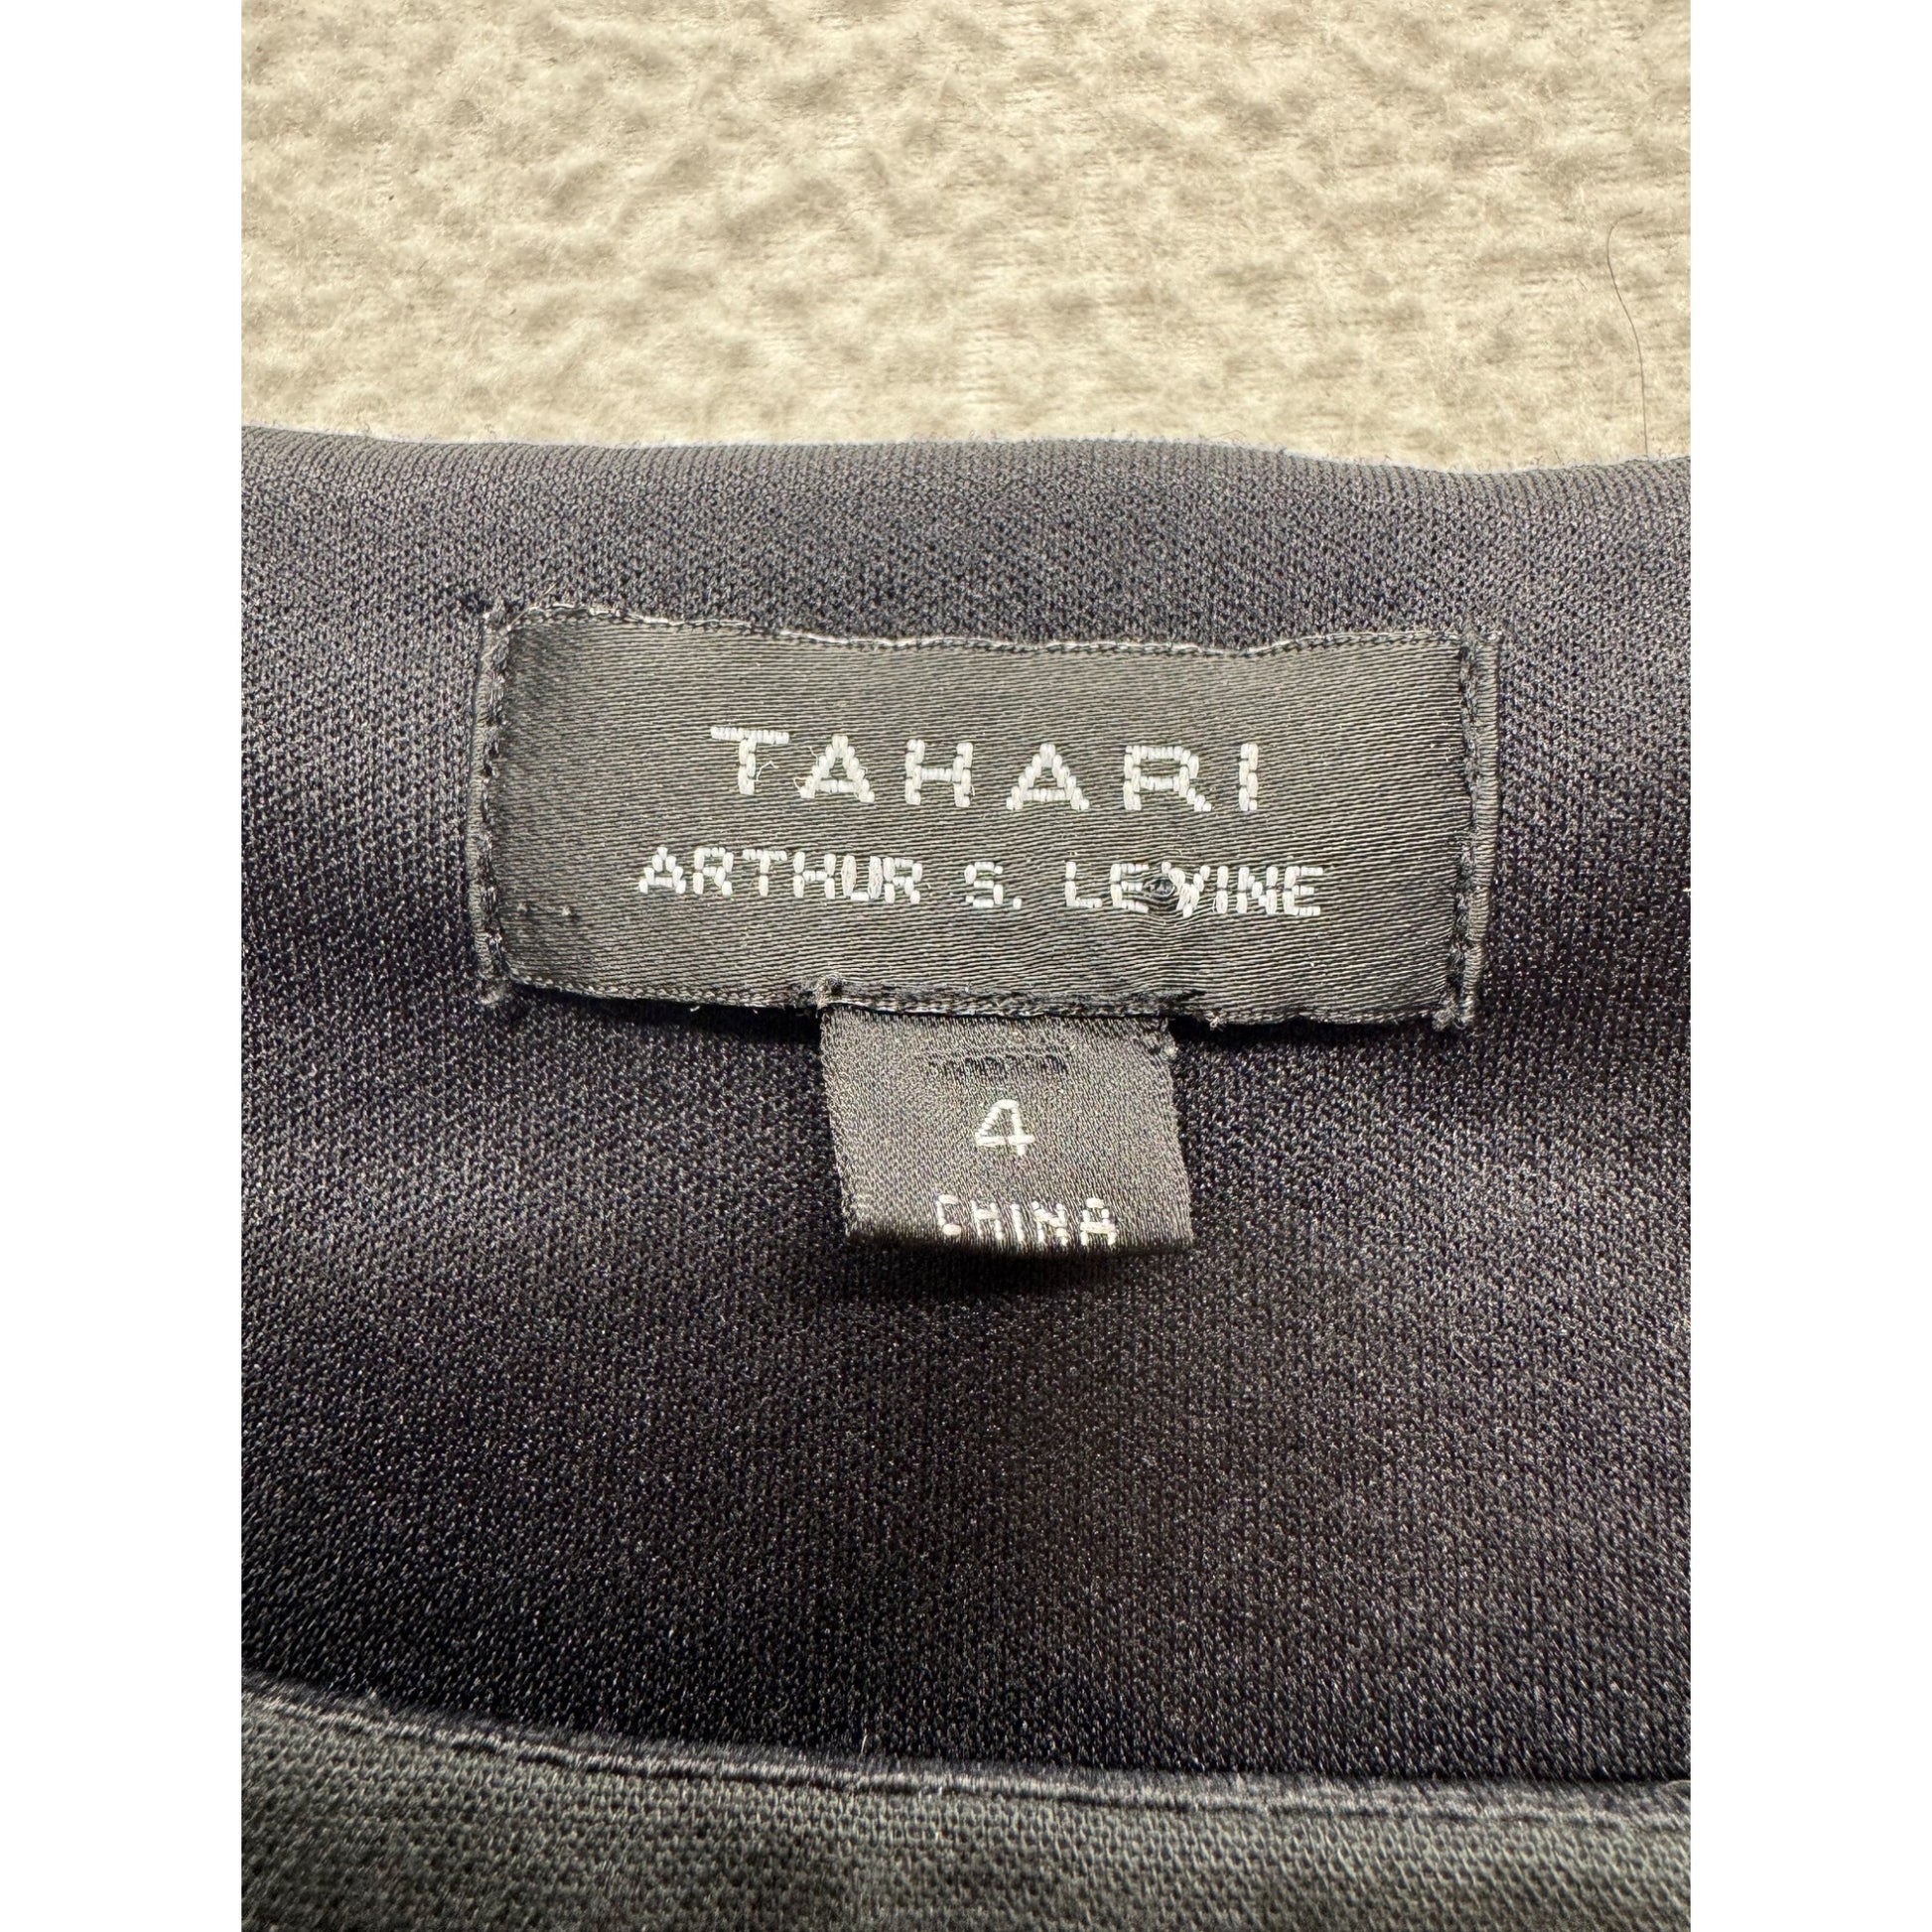 TAHARI
ARTHUR S. LEVINE
4
CHINA